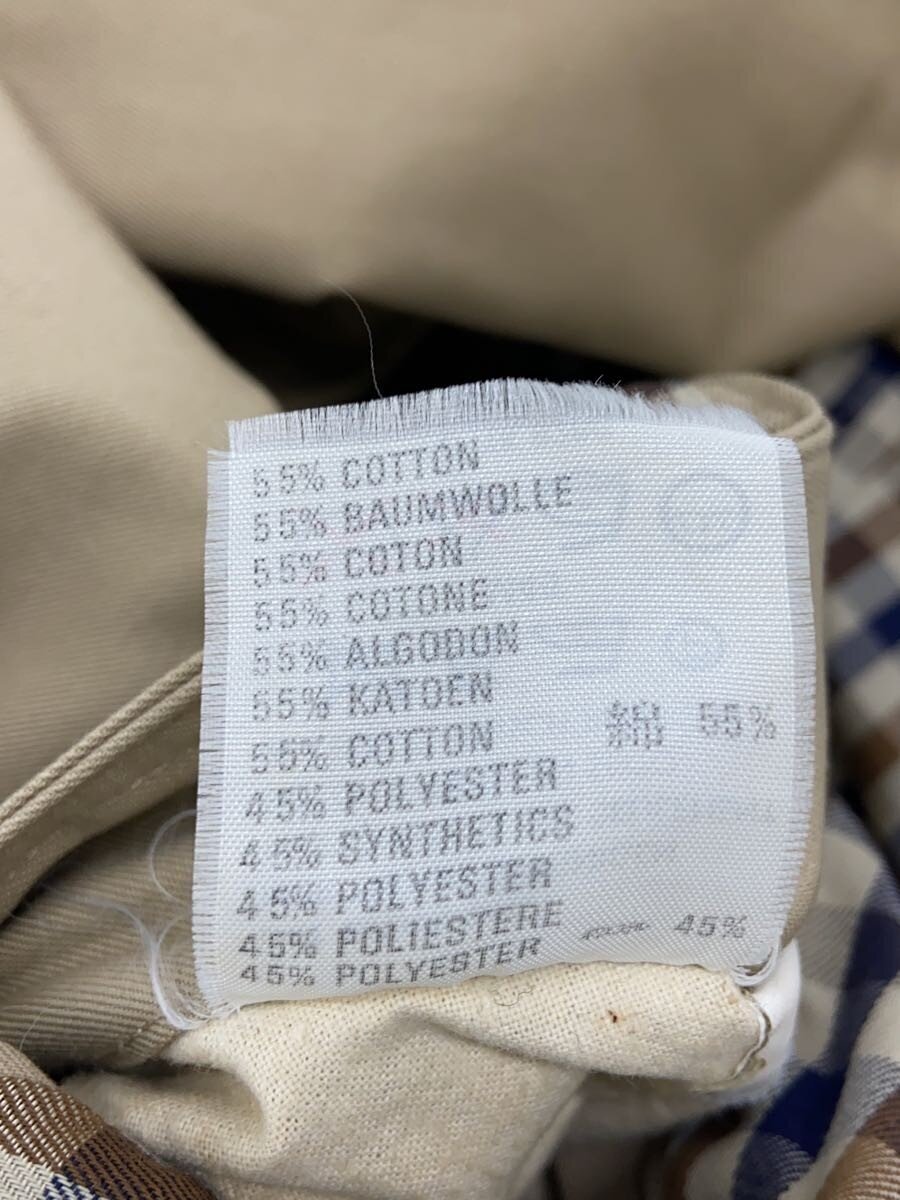 55% COTTON
55% BAUMWOLLE
55% COTON
55% COTONE
55% ALGODON
55% KATOEN
55% COTTON 綿 55%
45% POLYESTER
45% SYNTHETICS
45% POLYESTER
45% POLIESTERE 45%
45% POLYESTER